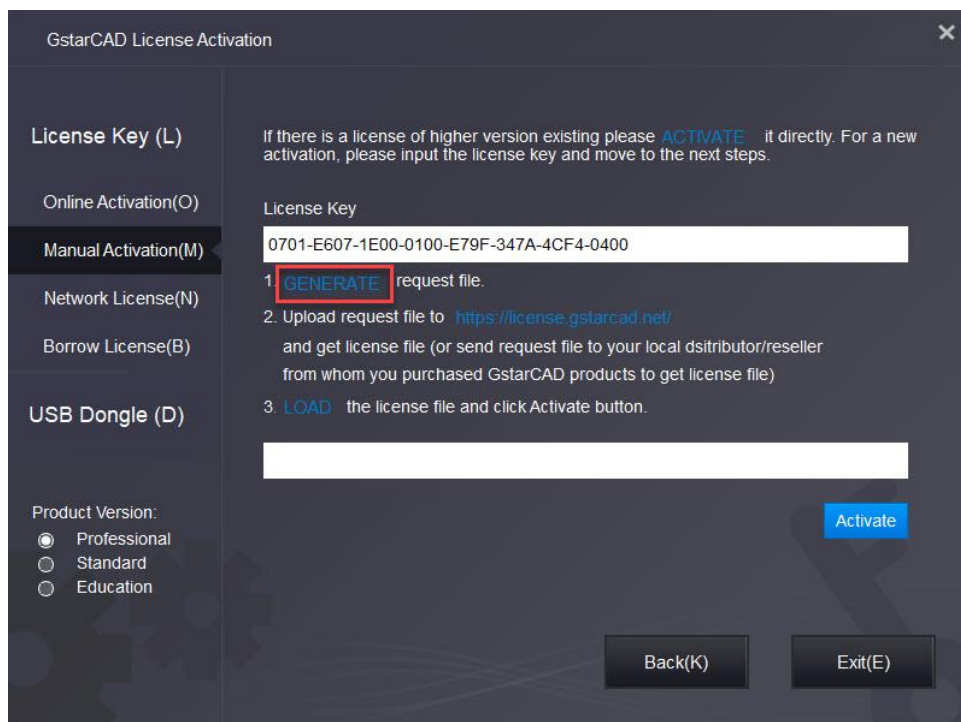 GstarCAD License Activation
License Key (L)
Online Activation(O)
Manual Activation(M)
Network License(N)
Borrow License(B)
USB Dongle (D)
Product Version:
Professional
Standard
Education
If there is a license of higher version existing please ACTIVATE it directly. For a new
activation, please input the license key and move to the next steps.
License Key
0701-E607-1E00-0100-E79F-347A-4CF4-0400
1. GENERATE request file.
2. Upload request file to https://license.gstarcad.net/
and get license file (or send request file to your local dsitributor/reseller
from whom you purchased GstarCAD products to get license file)
3. LOAD the license file and click Activate button.
Activate
Back(K)
Exit(E)